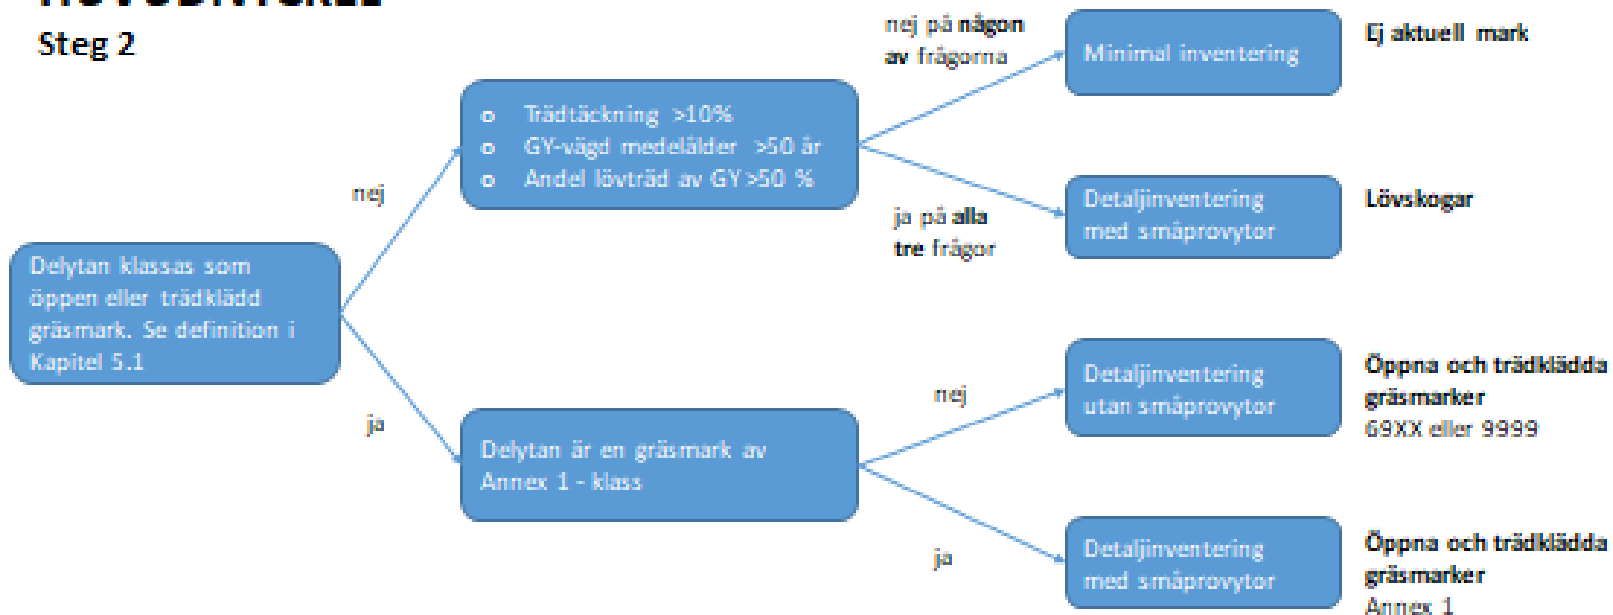 Steg 2
nej på någon
av frågorna
Minimal inventering
Ej aktuell mark
o Trädtäckning >10%
o GY-vägd medelålder >50 år
o Andel lövträd av GY >50 %
nej
ja på alla
tre frågor
Detaljinventering
med småprovytor
Lövskogar
Delytan klassas som
öppen eller trädklädd
gräsmark. Se definition i
Kapitel 5.1
ja
Delytan är en gräsmark av
Annex 1 - klass
nej
Detaljinventering
utan småprovytor
Öppna och trädklädda
gräsmarker
69XX eller 9999
ja
Detaljinventering
med småprovytor
Öppna och trädklädda
gräsmarker
Annex 1